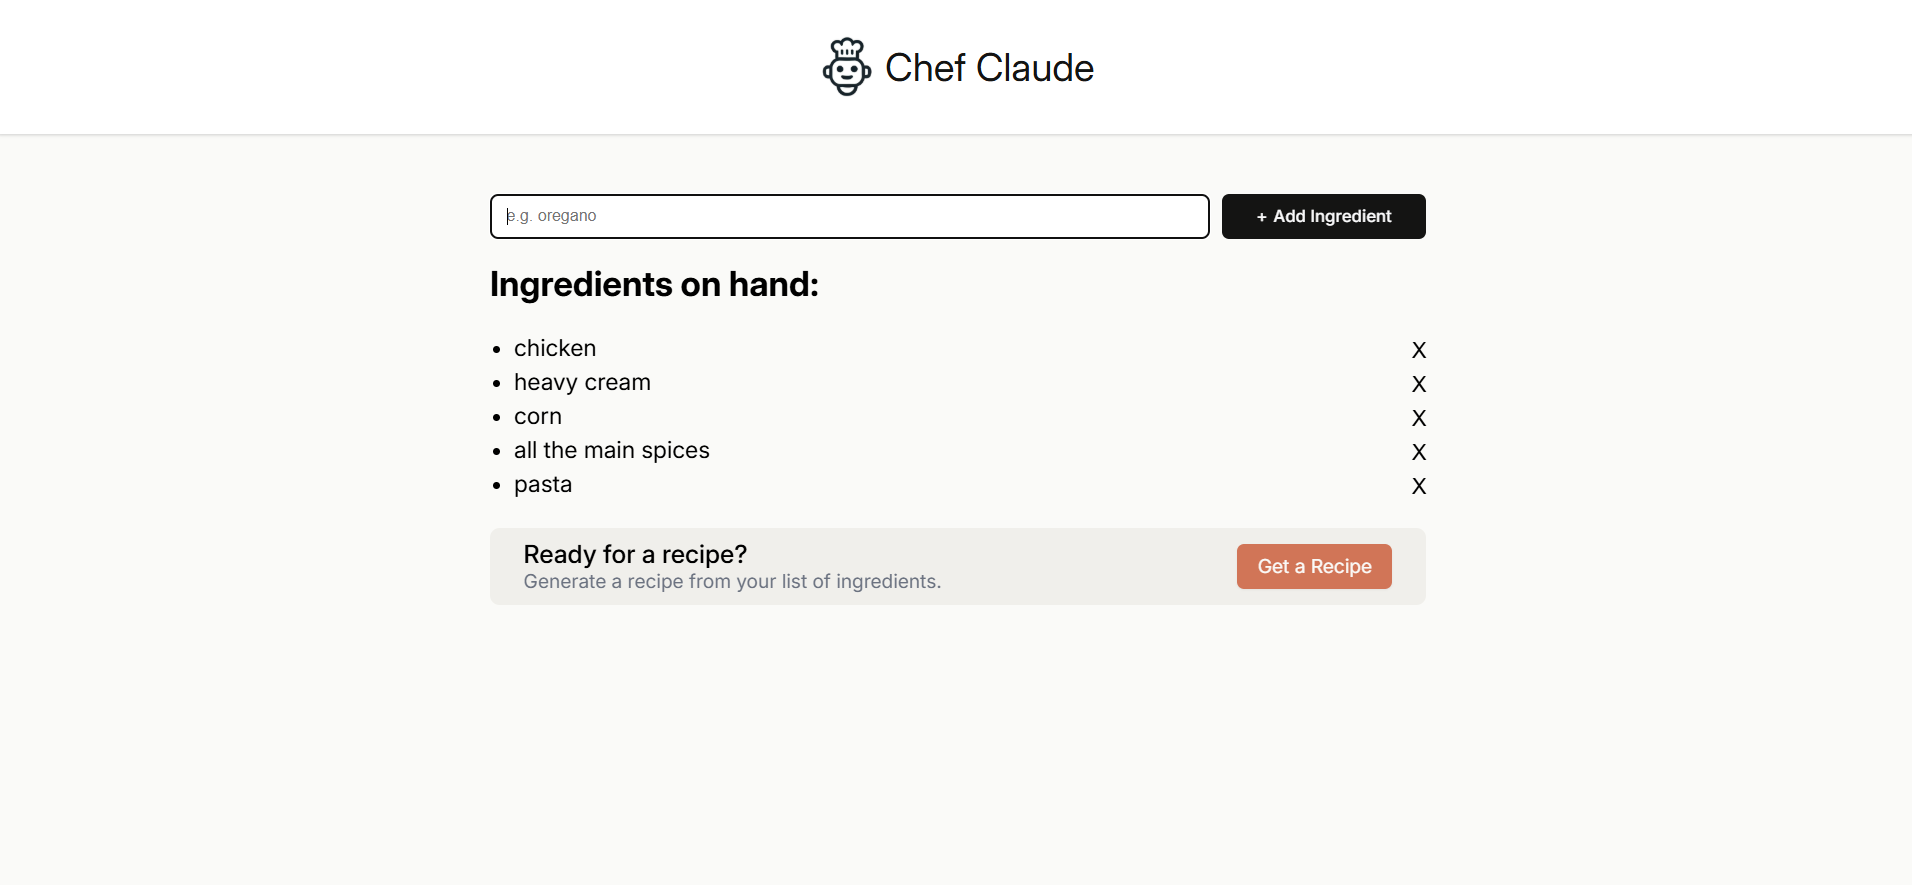 Chef Claude
e.g. oregano
+ Add Ingredient
Ingredients on hand:
• chicken X
• heavy cream X
• corn X
• all the main spices X
• pasta X
Ready for a recipe?
Generate a recipe from your list of ingredients.
Get a Recipe